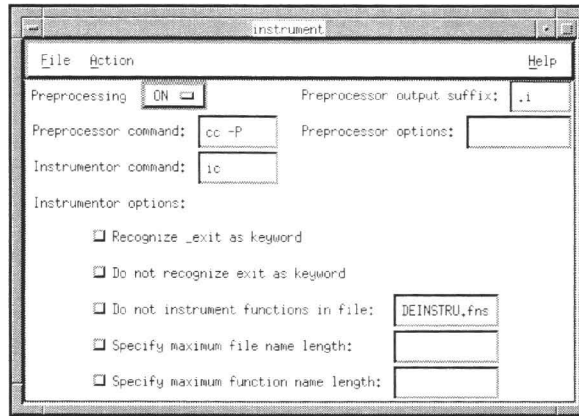 instrument
File Action Help
Preprocessing ON Preprocessor output suffix: .i
Preprocessor command: cc -P Preprocessor options:
Instrumentor command: ic
Instrumentor options:
Recognize _exit as keyword
Do not recognize exit as keyword
Do not instrument functions in file: DEINSTRU.fns
Specify maximum file name length:
Specify maximum function name length: